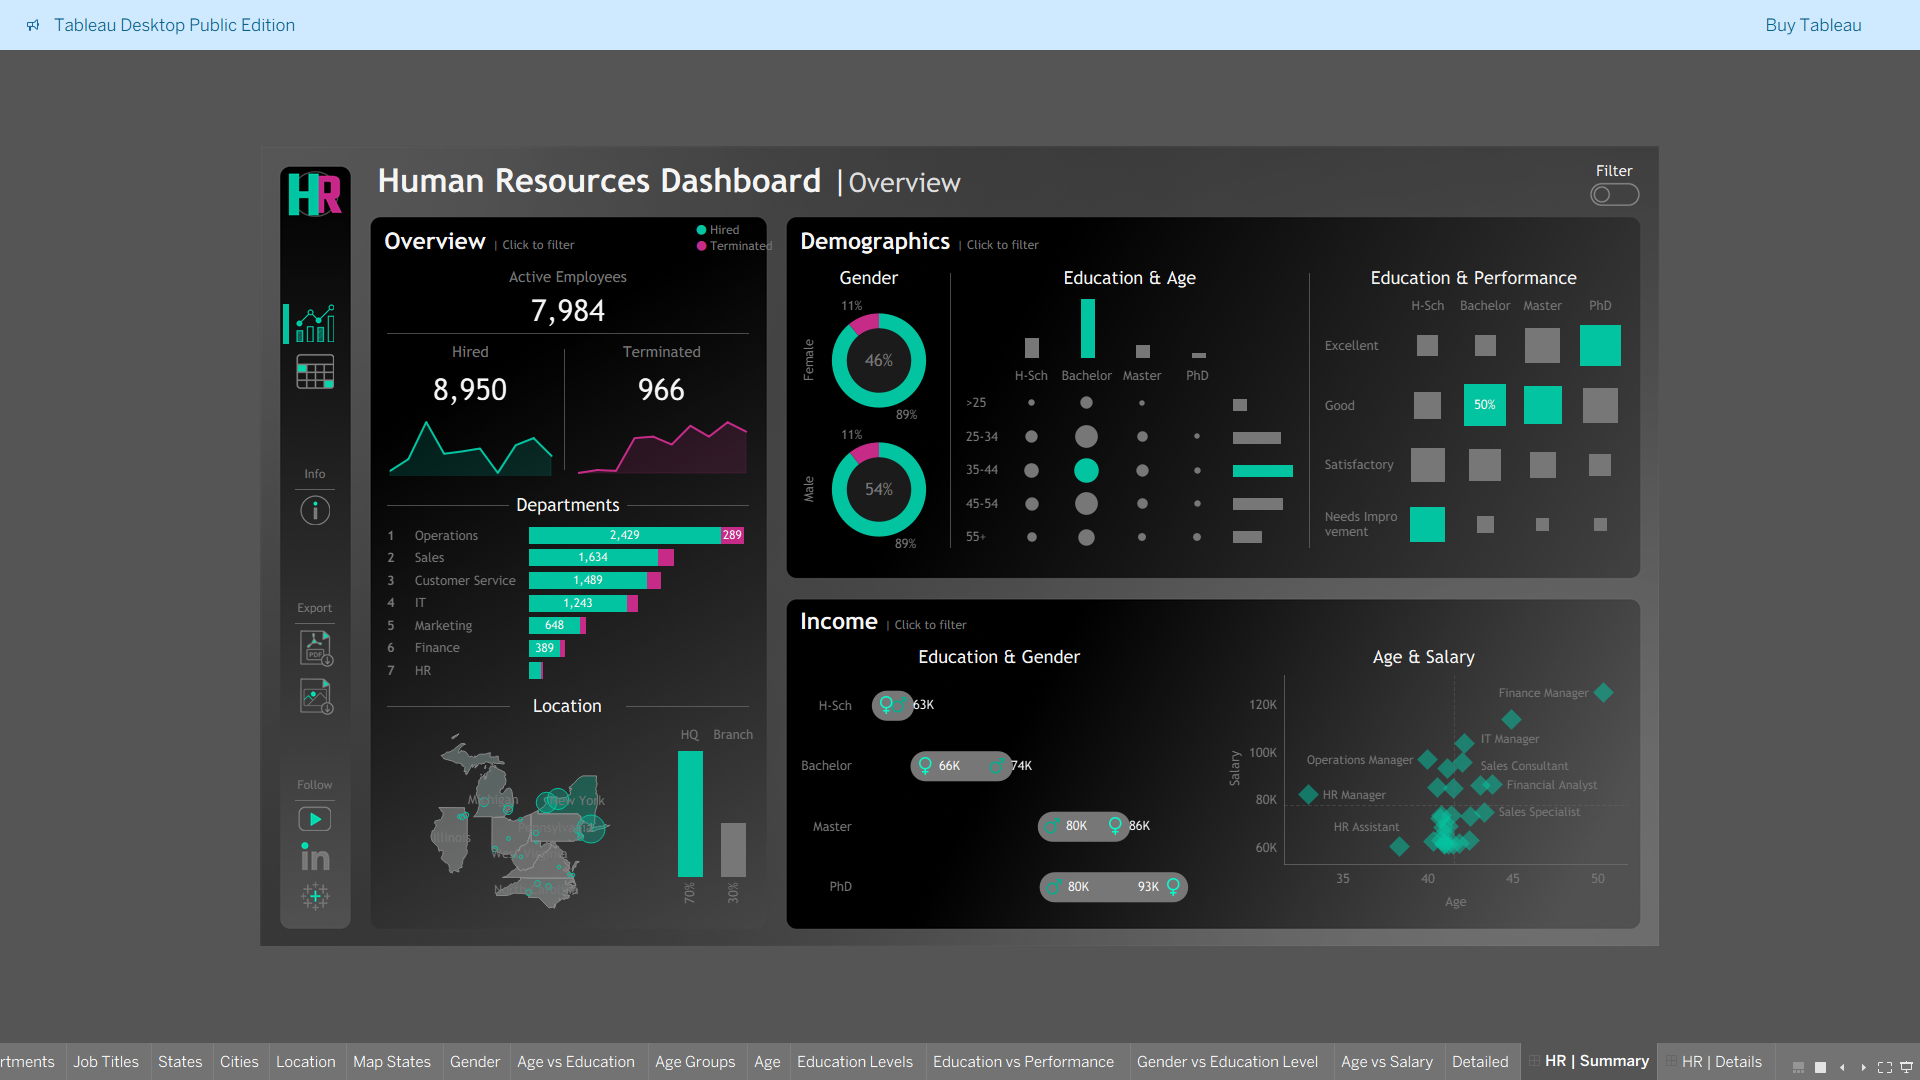 Tableau Desktop Public Edition
Buy Tableau
HR
Human Resources Dashboard | Overview
Filter
Overview | Click to filter
Hired
Terminated
Active Employees
7,984
Hired
Terminated
8,950
966
Departments
1 Operations 2,429 289
2 Sales 1,634
3 Customer Service 1,489
4 IT 1,243
5 Marketing 648
6 Finance 389
7 HR
Location
Michigan
New York
Illinois
Pennsylvania
West Virginia
North Carolina
HQ Branch
70% 30%
Info
Export
PDF
Follow
in
Demographics | Click to filter
Gender
11%
Female
46%
89%
11%
Male
54%
89%
Education & Age
H-Sch Bachelor Master PhD
>25
25-34
35-44
45-54
55+
Education & Performance
H-Sch Bachelor Master PhD
Excellent
Good 50%
Satisfactory
Needs Impro
vement
Income | Click to filter
Education & Gender
H-Sch 63K
Bachelor 66K 74K
Master 80K 86K
PhD 80K 93K
Age & Salary
Salary
120K
100K
80K
60K
Finance Manager
IT Manager
Operations Manager
Sales Consultant
Financial Analyst
HR Manager
Sales Specialist
HR Assistant
35 40 45 50
Age
rtments Job Titles States Cities Location Map States Gender Age vs Education Age Groups Age Education Levels Education vs Performance Gender vs Education Level Age vs Salary Detailed HR | Summary HR | Details